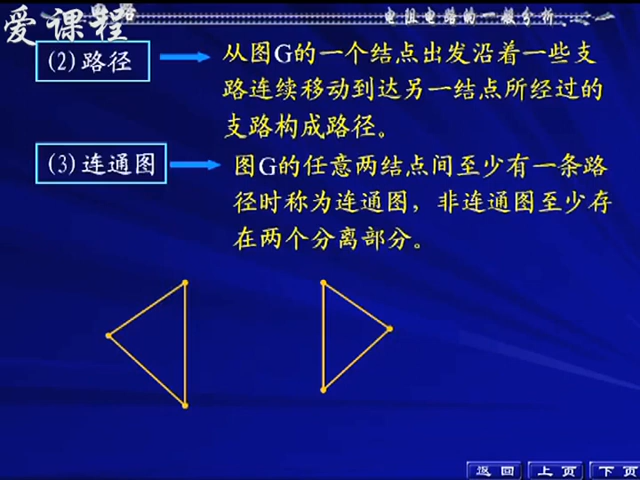 爱课程
电阻电路的一般分析
(2) 路径
从图G的一个结点出发沿着一些支
路连续移动到达另一结点所经过的
支路构成路径。
(3) 连通图
图G的任意两结点间至少有一条路
径时称为连通图，非连通图至少存
在两个分离部分。
返回 上页 下页